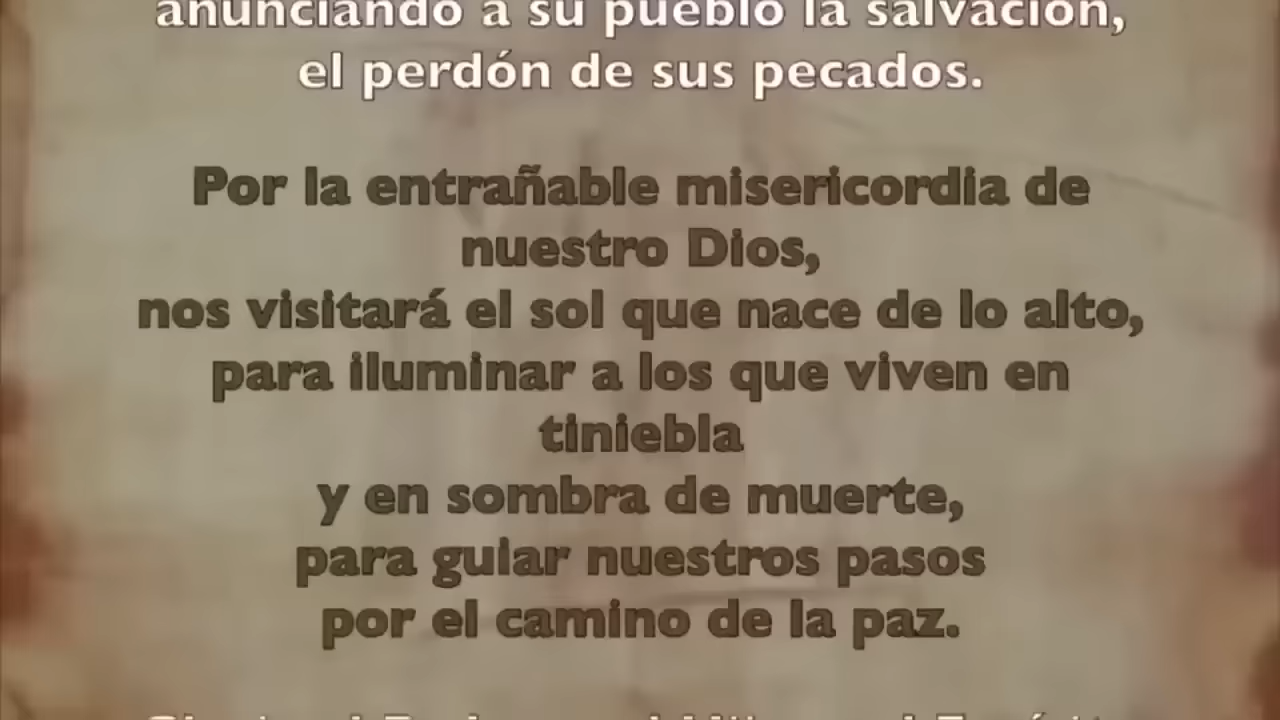 anunciando a su pueblo la salvación,
el perdón de sus pecados.
Por la entrañable misericordia de
nuestro Dios,
nos visitará el sol que nace de lo alto,
para iluminar a los que viven en
tiniebla
y en sombra de muerte,
para guiar nuestros pasos
por el camino de la paz.